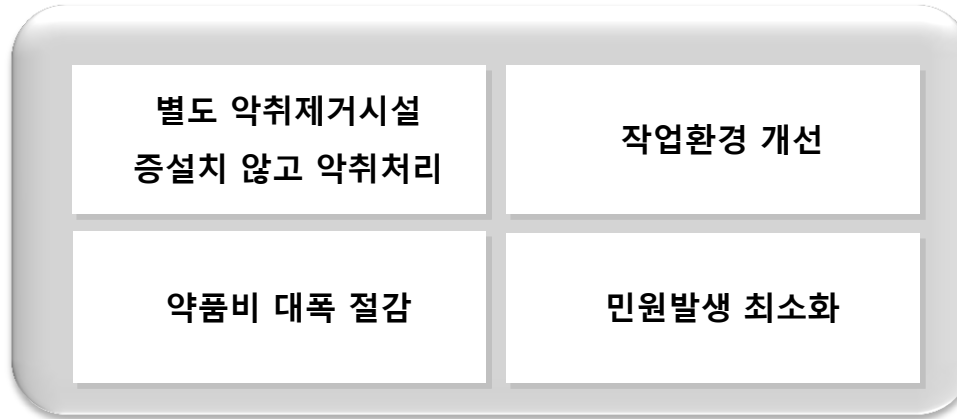 별도 악취제거시설
증설치 않고 악취처리
작업환경 개선
약품비 대폭 절감
민원발생 최소화